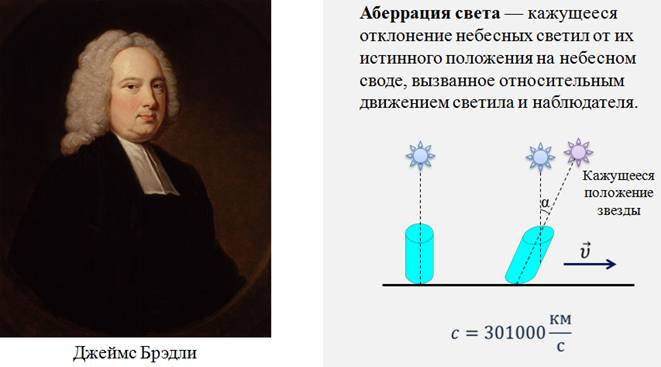 Аберрация света — кажущееся
отклонение небесных светил от их
истинного положения на небесном
своде, вызванное относительным
движением светила и наблюдателя.
Кажущееся
положение
звезды
α
υ⃗
c = 301000 км/с
Джеймс Брэдли